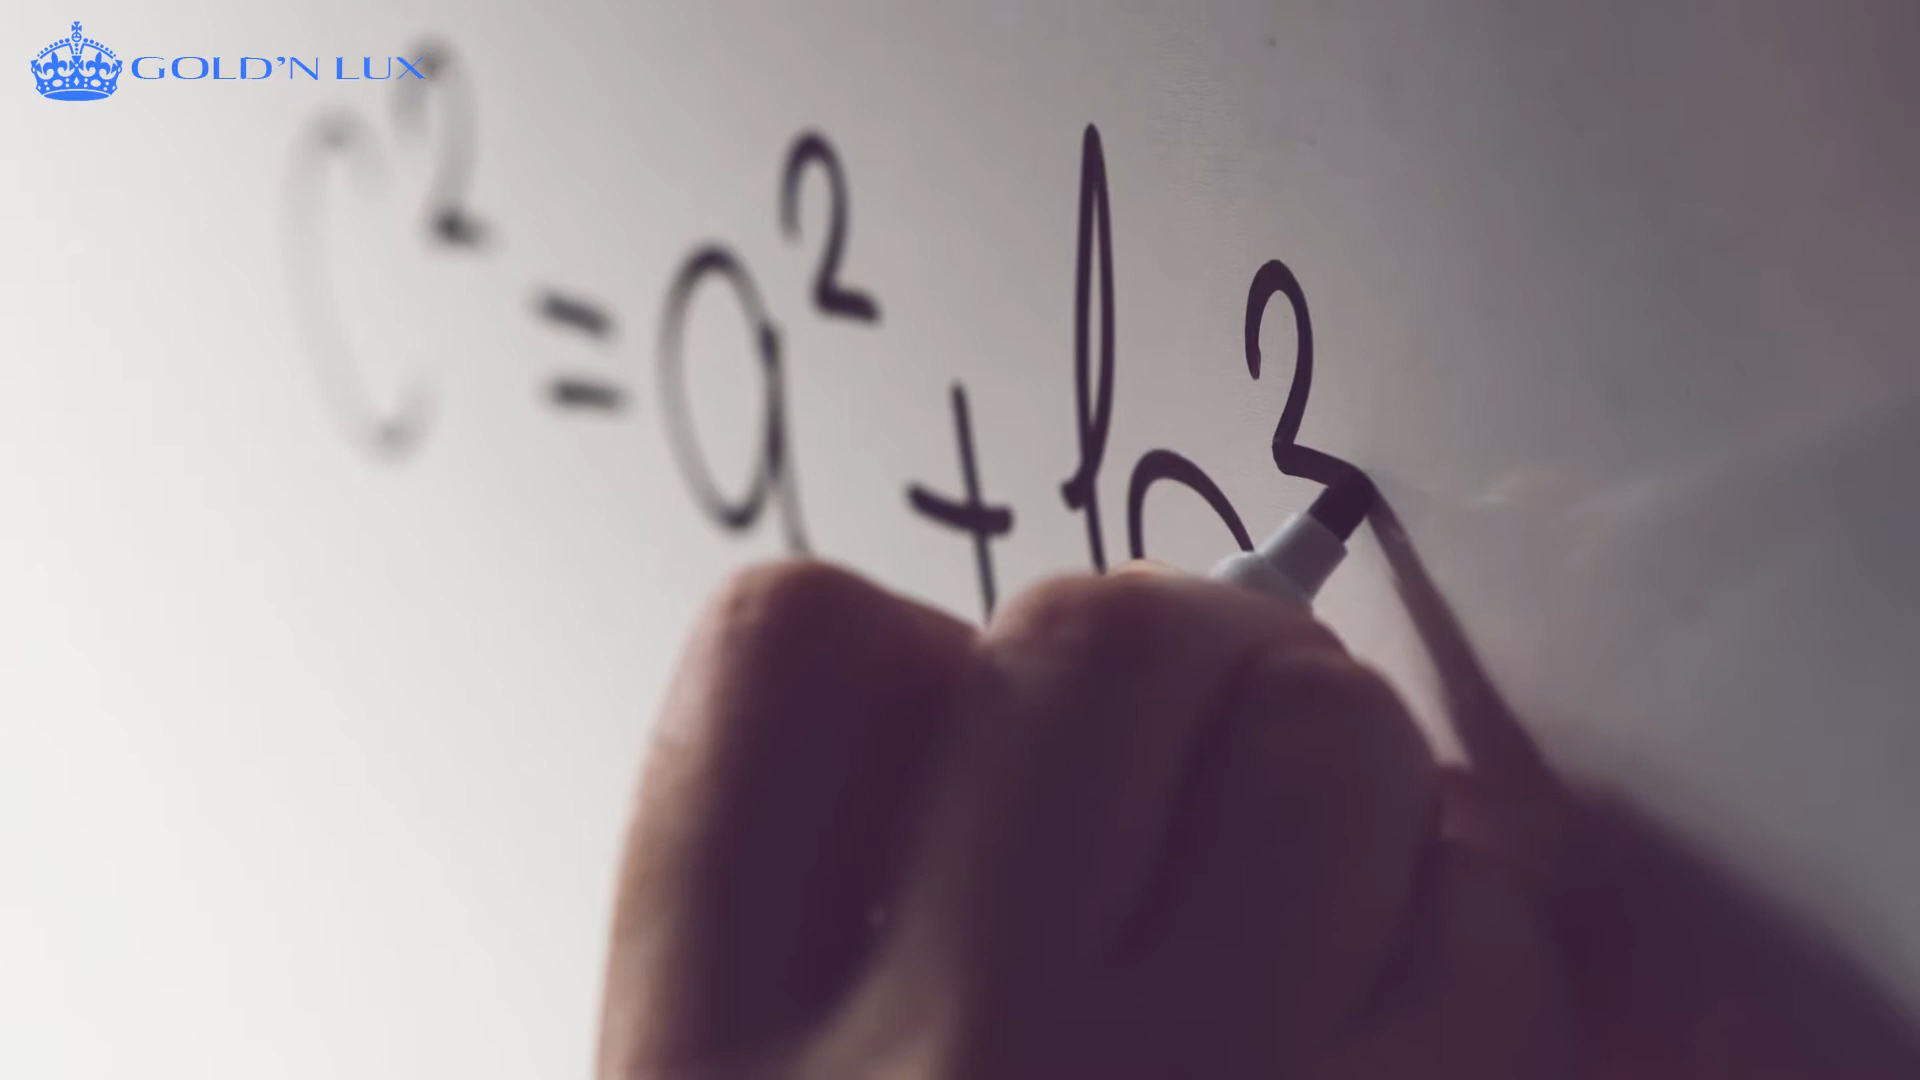 GOLD'N LUX
c² = a² + b²